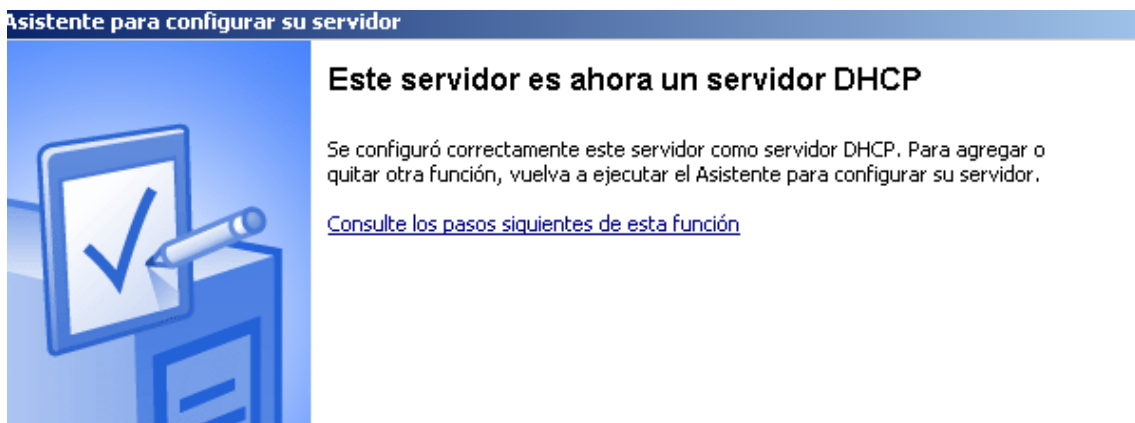 Asistente para configurar su servidor
Este servidor es ahora un servidor DHCP
Se configuró correctamente este servidor como servidor DHCP. Para agregar o
quitar otra función, vuelva a ejecutar el Asistente para configurar su servidor.
Consulte los pasos siguientes de esta función